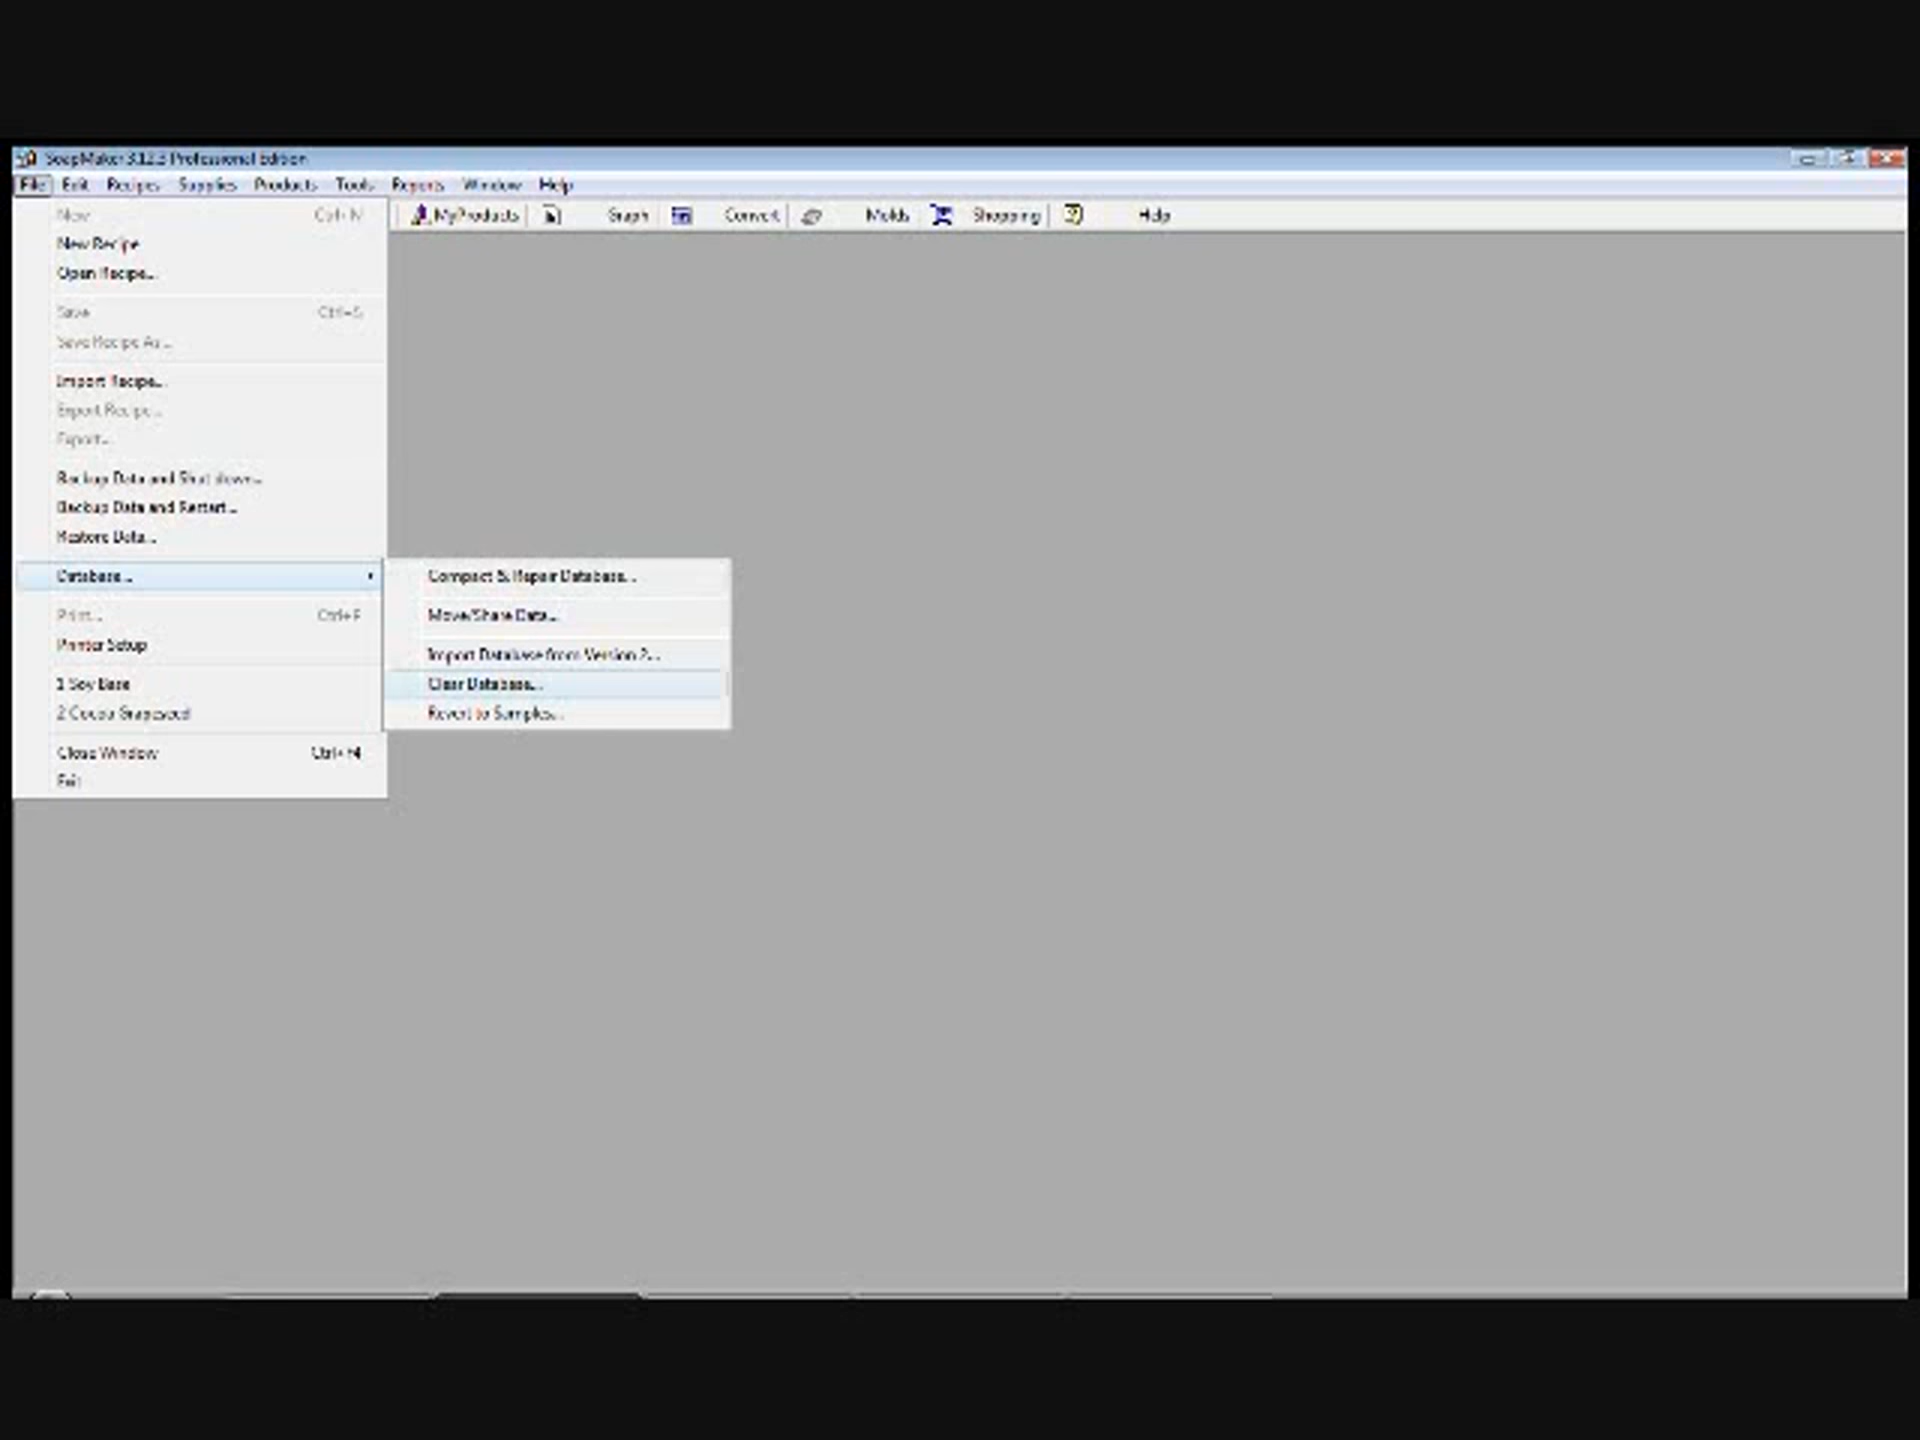 SoapMaker 3.12.3 Professional Edition
File Edit Recipes Supplies Products Tools Reports Window Help
MyProducts Graph Convert Molds Shopping Help
New Ctrl+N
New Recipe
Open Recipe...
Save Ctrl+S
Save Recipe As...
Import Recipe...
Export Recipe...
Export...
Backup Data and Shut down...
Backup Data and Restart...
Restore Data...
Database...
Compact & Repair Database...
Move/Share Data...
Import Database from Version 2...
Clear Database...
Revert to Samples...
Print... Ctrl+P
Printer Setup
1 Soy Base
2 Cocoa Grapeseed
Close Window Ctrl+F4
Exit